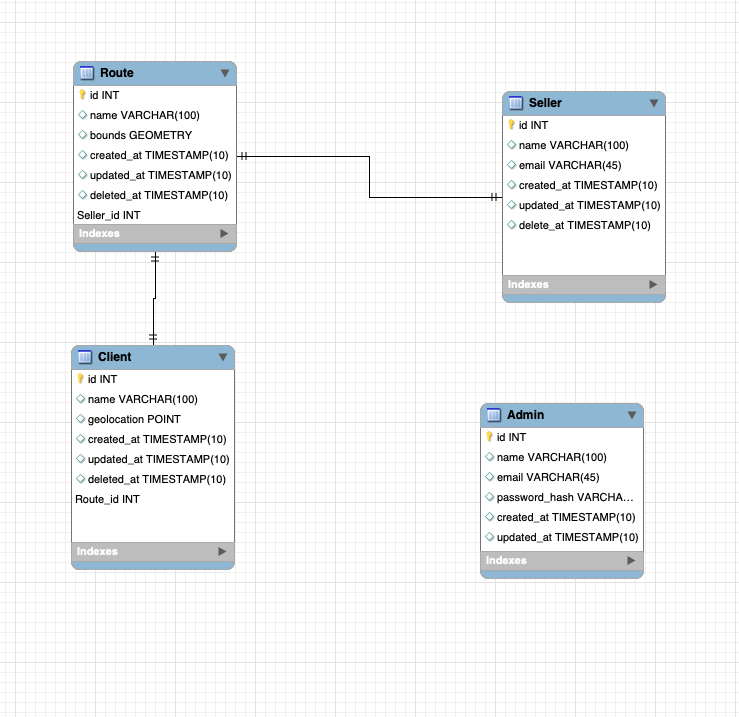 Route
id INT
name VARCHAR(100)
bounds GEOMETRY
created_at TIMESTAMP(10)
updated_at TIMESTAMP(10)
deleted_at TIMESTAMP(10)
Seller_id INT
Indexes
Seller
id INT
name VARCHAR(100)
email VARCHAR(45)
created_at TIMESTAMP(10)
updated_at TIMESTAMP(10)
delete_at TIMESTAMP(10)
Indexes
Client
id INT
name VARCHAR(100)
geolocation POINT
created_at TIMESTAMP(10)
updated_at TIMESTAMP(10)
deleted_at TIMESTAMP(10)
Route_id INT
Indexes
Admin
id INT
name VARCHAR(100)
email VARCHAR(45)
password_hash VARCHA...
created_at TIMESTAMP(10)
updated_at TIMESTAMP(10)
Indexes